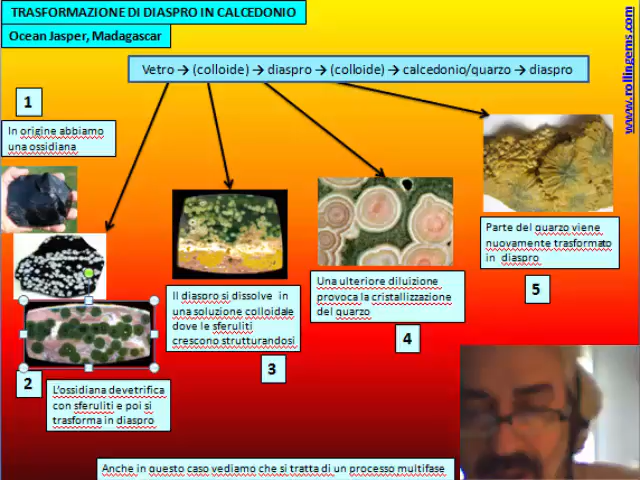 TRASFORMAZIONE DI DIASPRO IN CALCEDONIO
Ocean Jasper, Madagascar
www.rollingems.com
Vetro → (colloide) → diaspro → (colloide) → calcedonio/quarzo → diaspro
1
In origine abbiamo
una ossidiana
2
L'ossidiana devetrifica
con sferuliti e poi si
trasforma in diaspro
Il diaspro si dissolve in
una soluzione colloidale
dove le sferuliti
crescono strutturandosi
3
Una ulteriore diluizione
provoca la cristallizzazione
del quarzo
4
Parte del quarzo viene
nuovamente trasformato
in diaspro
5
Anche in questo caso vediamo che si tratta di un processo multifase